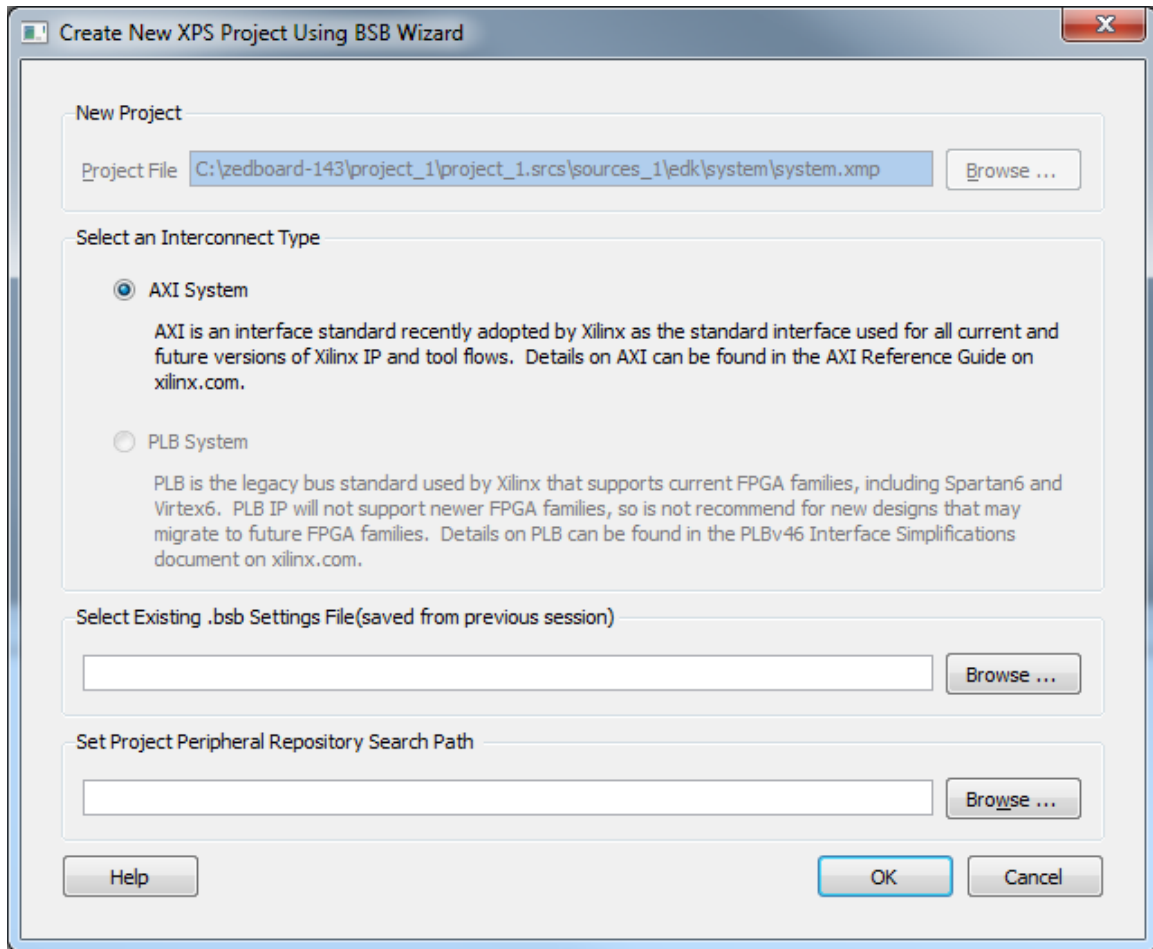 Create New XPS Project Using BSB Wizard
New Project
Project File C:\zedboard-143\project_1\project_1.srcs\sources_1\edk\system\system.xmp Browse ...
Select an Interconnect Type
AXI System
AXI is an interface standard recently adopted by Xilinx as the standard interface used for all current and
future versions of Xilinx IP and tool flows.  Details on AXI can be found in the AXI Reference Guide on
xilinx.com.
PLB System
PLB is the legacy bus standard used by Xilinx that supports current FPGA families, including Spartan6 and
Virtex6.  PLB IP will not support newer FPGA families, so is not recommend for new designs that may
migrate to future FPGA families.  Details on PLB can be found in the PLBv46 Interface Simplifications
document on xilinx.com.
Select Existing .bsb Settings File(saved from previous session)
Browse ...
Set Project Peripheral Repository Search Path
Browse ...
Help OK Cancel